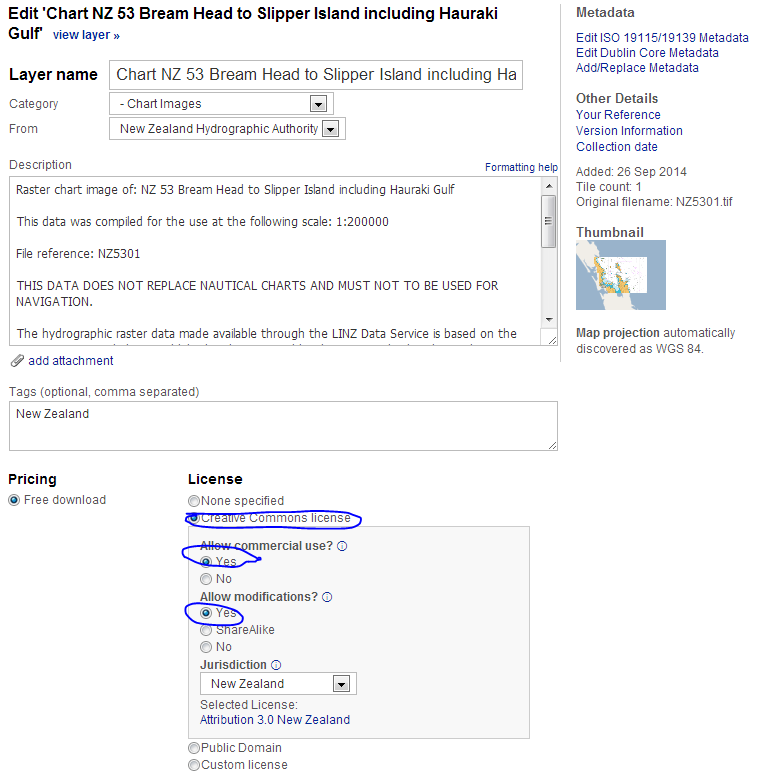 Edit 'Chart NZ 53 Bream Head to Slipper Island including Hauraki
Gulf' view layer »
Layer name Chart NZ 53 Bream Head to Slipper Island including Ha
Category - Chart Images
From New Zealand Hydrographic Authority
Description Formatting help
Raster chart image of: NZ 53 Bream Head to Slipper Island including Hauraki Gulf
This data was compiled for the use at the following scale: 1:200000
File reference: NZ5301
THIS DATA DOES NOT REPLACE NAUTICAL CHARTS AND MUST NOT TO BE USED FOR
NAVIGATION.
The hydrographic raster data made available through the LINZ Data Service is based on the
add attachment
Tags (optional, comma separated)
New Zealand
Pricing
Free download
License
None specified
Creative Commons license
Allow commercial use?
Yes
No
Allow modifications?
Yes
ShareAlike
No
Jurisdiction
New Zealand
Selected License:
Attribution 3.0 New Zealand
Public Domain
Custom license
Metadata
Edit ISO 19115/19139 Metadata
Edit Dublin Core Metadata
Add/Replace Metadata
Other Details
Your Reference
Version Information
Collection date
Added: 26 Sep 2014
Tile count: 1
Original filename: NZ5301.tif
Thumbnail
Map projection automatically
discovered as WGS 84.